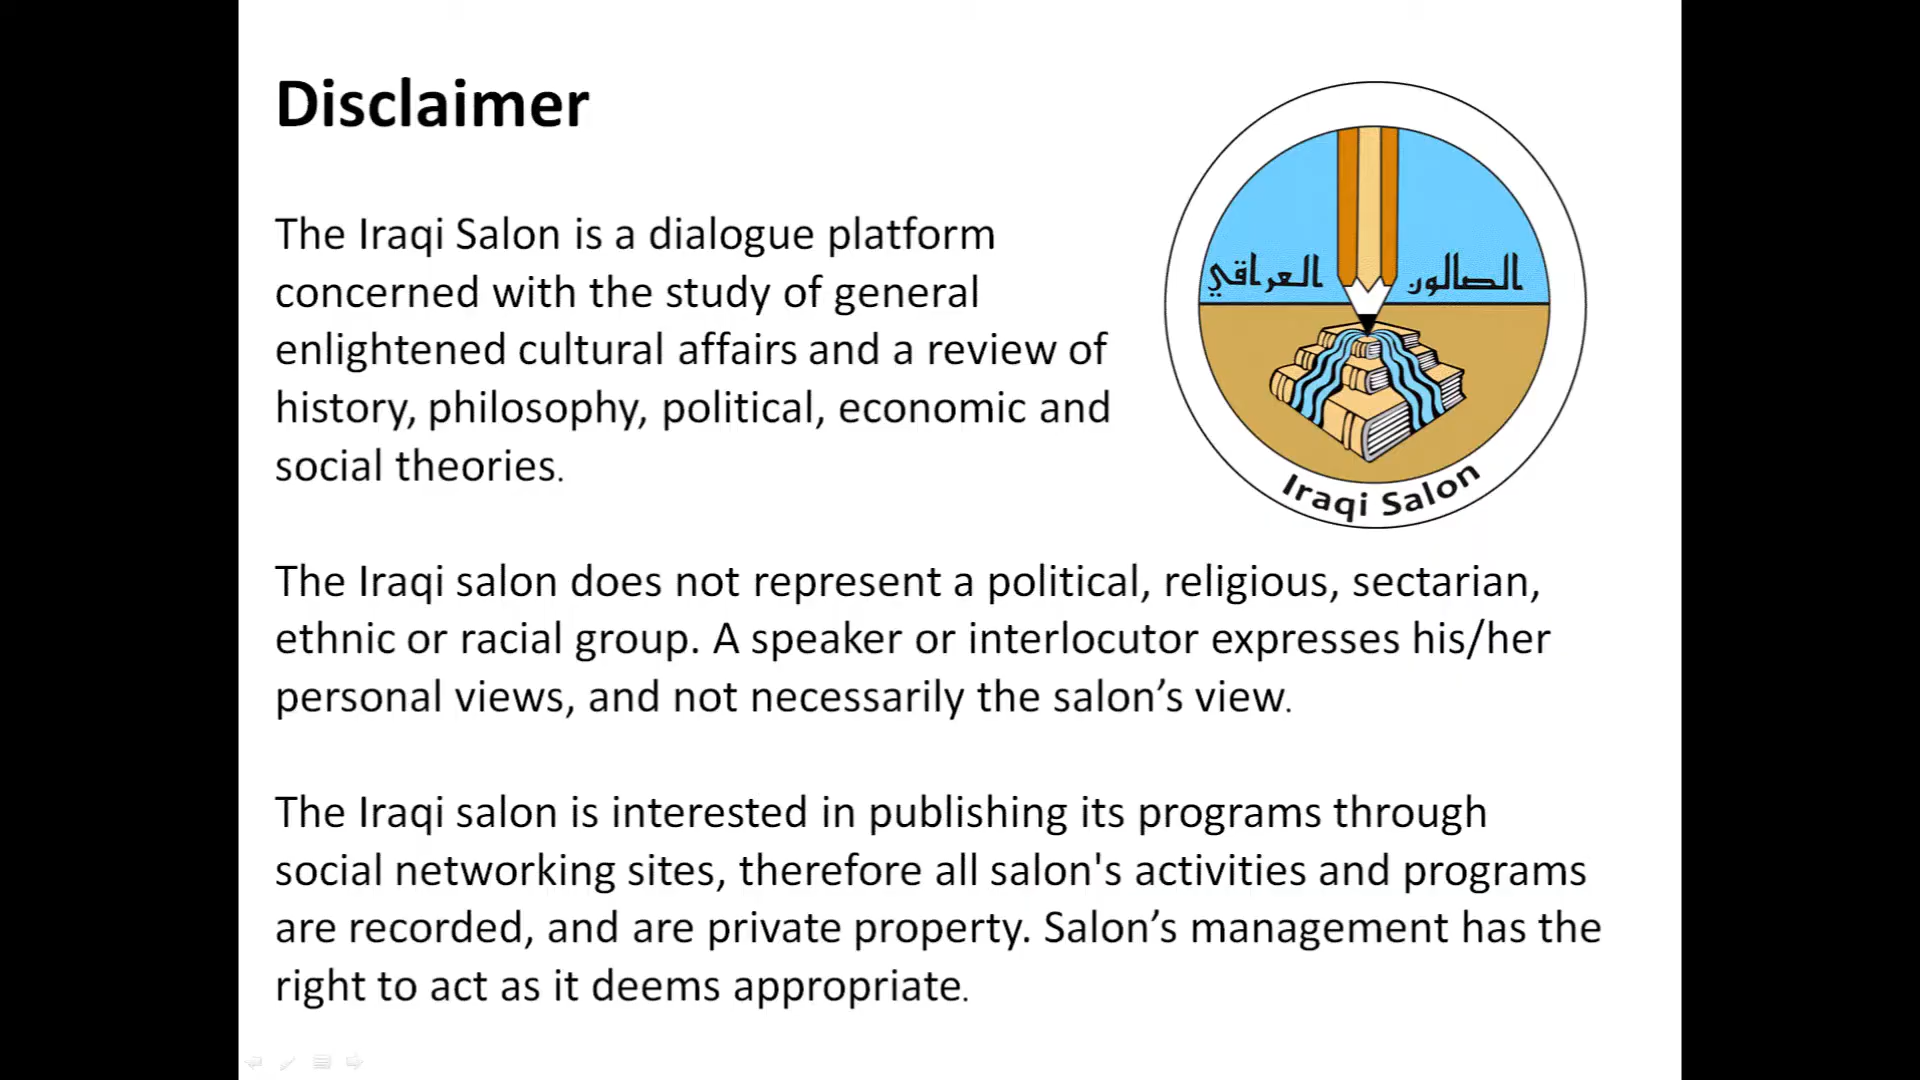 Disclaimer
The Iraqi Salon is a dialogue platform
concerned with the study of general
enlightened cultural affairs and a review of
history, philosophy, political, economic and
social theories.
الصالون العراقي
Iraqi Salon
The Iraqi salon does not represent a political, religious, sectarian,
ethnic or racial group. A speaker or interlocutor expresses his/her
personal views, and not necessarily the salon’s view.
The Iraqi salon is interested in publishing its programs through
social networking sites, therefore all salon's activities and programs
are recorded, and are private property. Salon’s management has the
right to act as it deems appropriate.